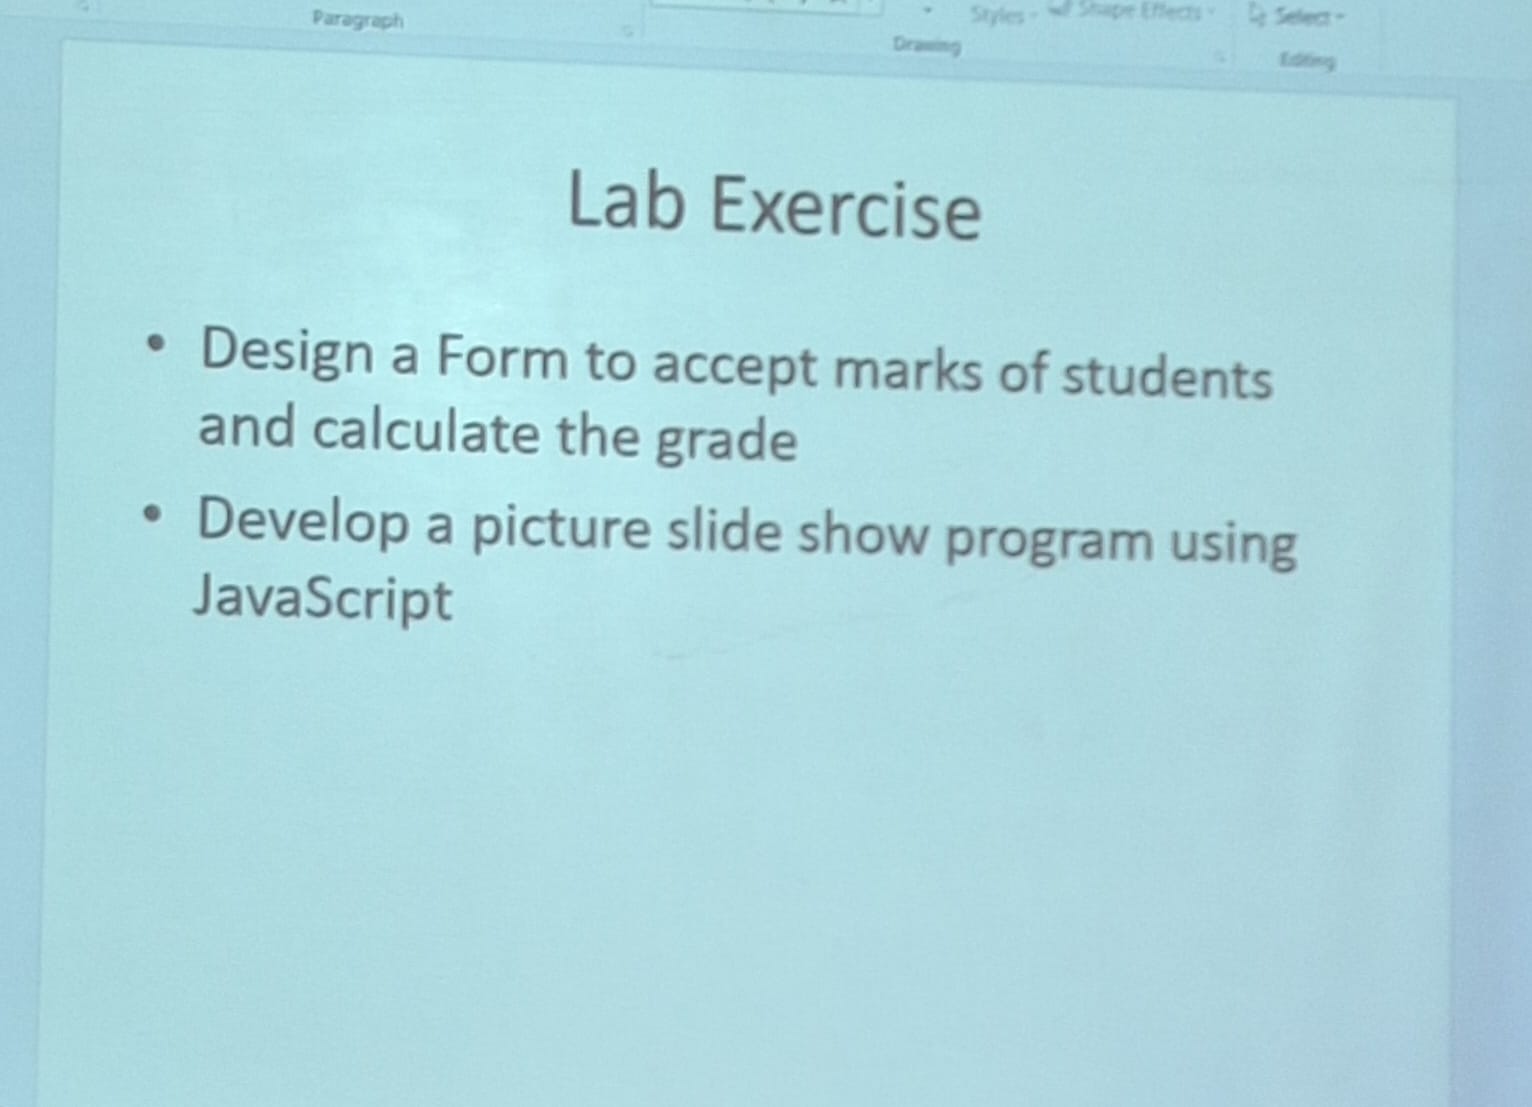 Paragraph
Styles
Shape Effects
Select
Drawing
Editing
Lab Exercise
• Design a Form to accept marks of students
and calculate the grade
• Develop a picture slide show program using
JavaScript